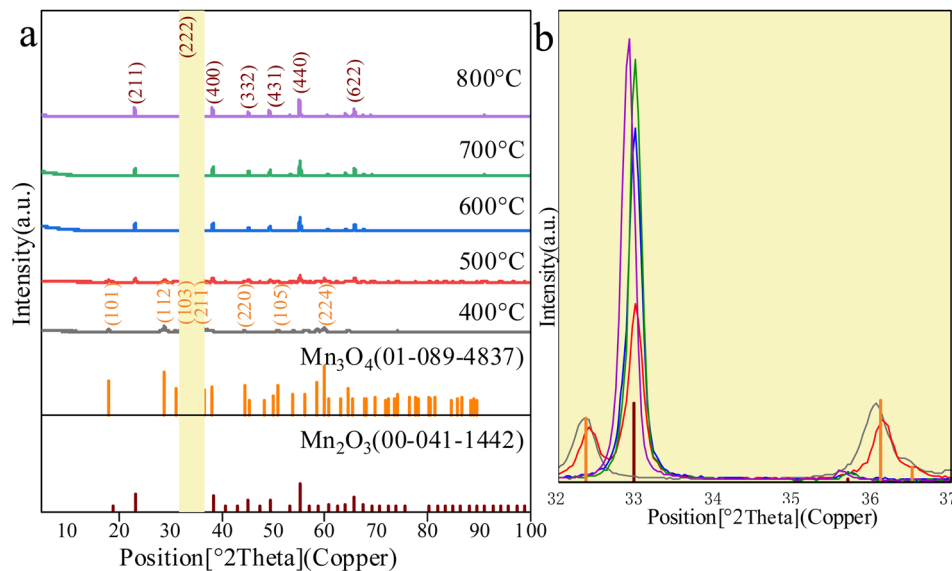 a
(222)
(211)
(400)
(332)
(431)
(440)
(622)
800°C
700°C
600°C
500°C
400°C
(101)
(112)
(103)
(211)
(220)
(105)
(224)
Mn₃O₄(01-089-4837)
Mn₂O₃(00-041-1442)
Intensity(a.u.)
10 20 30 40 50 60 70 80 90 100
Position[°2Theta](Copper)
b
Intensity(a.u.)
32 33 34 35 36 37
Position[°2Theta](Copper)